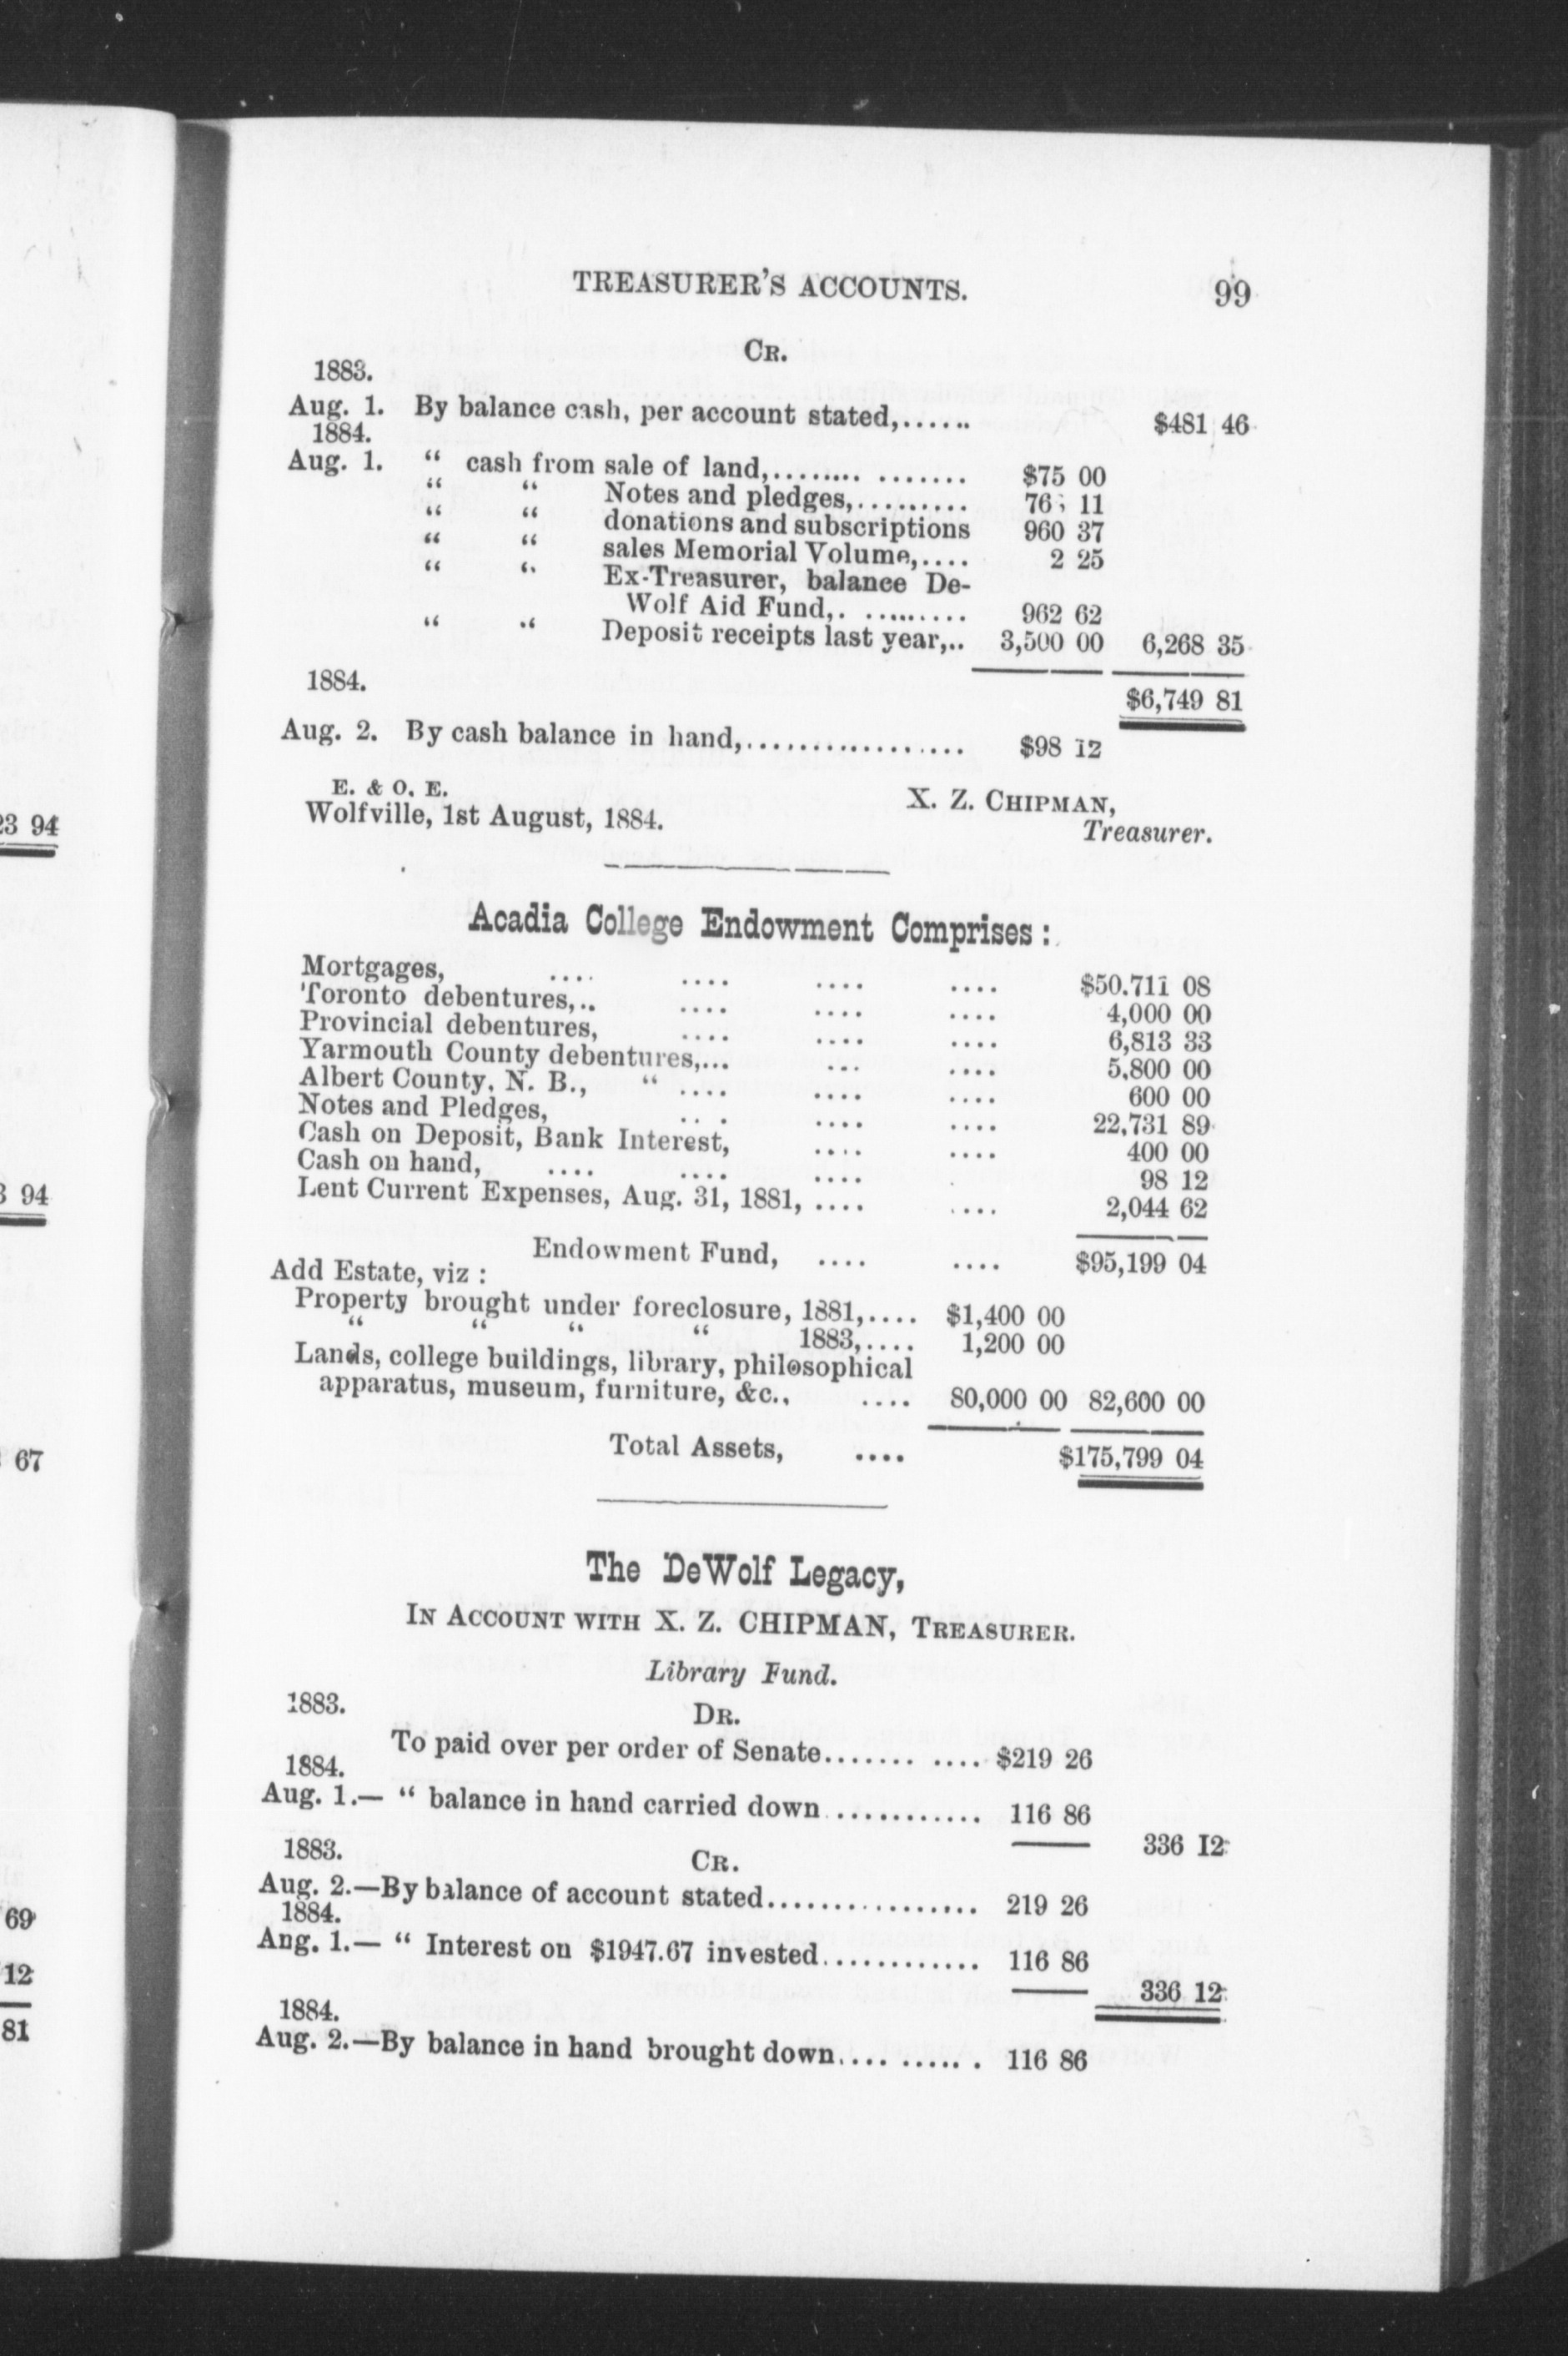 TREASURER'S ACCOUNTS. 99
CR.
1883.
Aug. 1. By balance cash, per account stated,...... $481 46
1884.
Aug. 1. “ cash from sale of land,......... ....... $75 00
“ “ Notes and pledges,.......... 76; 11
“ “ donations and subscriptions 960 37
“ “ sales Memorial Volume,.... 2 25
“ “ Ex-Treasurer, balance De-
Wolf Aid Fund,. ......... 962 62
“ “ Deposit receipts last year,.. 3,500 00 6,268 35
$6,749 81
1884.
Aug. 2. By cash balance in hand,.................. $98 12
E. & O. E. X. Z. CHIPMAN,
Wolfville, 1st August, 1884. Treasurer.
Acadia College Endowment Comprises :
Mortgages, .... .... .... .... $50.711 08
Toronto debentures,.. .... .... .... 4,000 00
Provincial debentures, .... .... .... 6,813 33
Yarmouth County debentures,... ... .... 5.800 00
Albert County, N. B., “ .... .... .... 600 00
Notes and Pledges, .... .... .... 22,731 89
Cash on Deposit, Bank Interest, .... .... 400 00
Cash on hand, .... .... .... 98 12
Lent Current Expenses, Aug. 31, 1881, .... .... 2,044 62
Endowment Fund, .... .... $95,199 04
Add Estate, viz :
Property brought under foreclosure, 1881,.... $1,400 00
“ “ “ “ 1883,.... 1,200 00
Lands, college buildings, library, philosophical
apparatus, museum, furniture, &c., .... 80,000 00 82,600 00
Total Assets, .... $175,799 04
The DeWolf Legacy,
IN ACCOUNT WITH X. Z. CHIPMAN, TREASURER.
Library Fund.
1883. DR.
To paid over per order of Senate....... .... $219 26
1884.
Aug. 1.— “ balance in hand carried down ........... 116 86
336 12
1883. CR.
Aug. 2.—By balance of account stated................ 219 26
1884.
Ang. 1.— “ Interest on $1947.67 invested............ 116 86
336 12
1884.
Aug. 2.—By balance in hand brought down.... ...... . 116 86
23 94
3 94
67
69
12
81